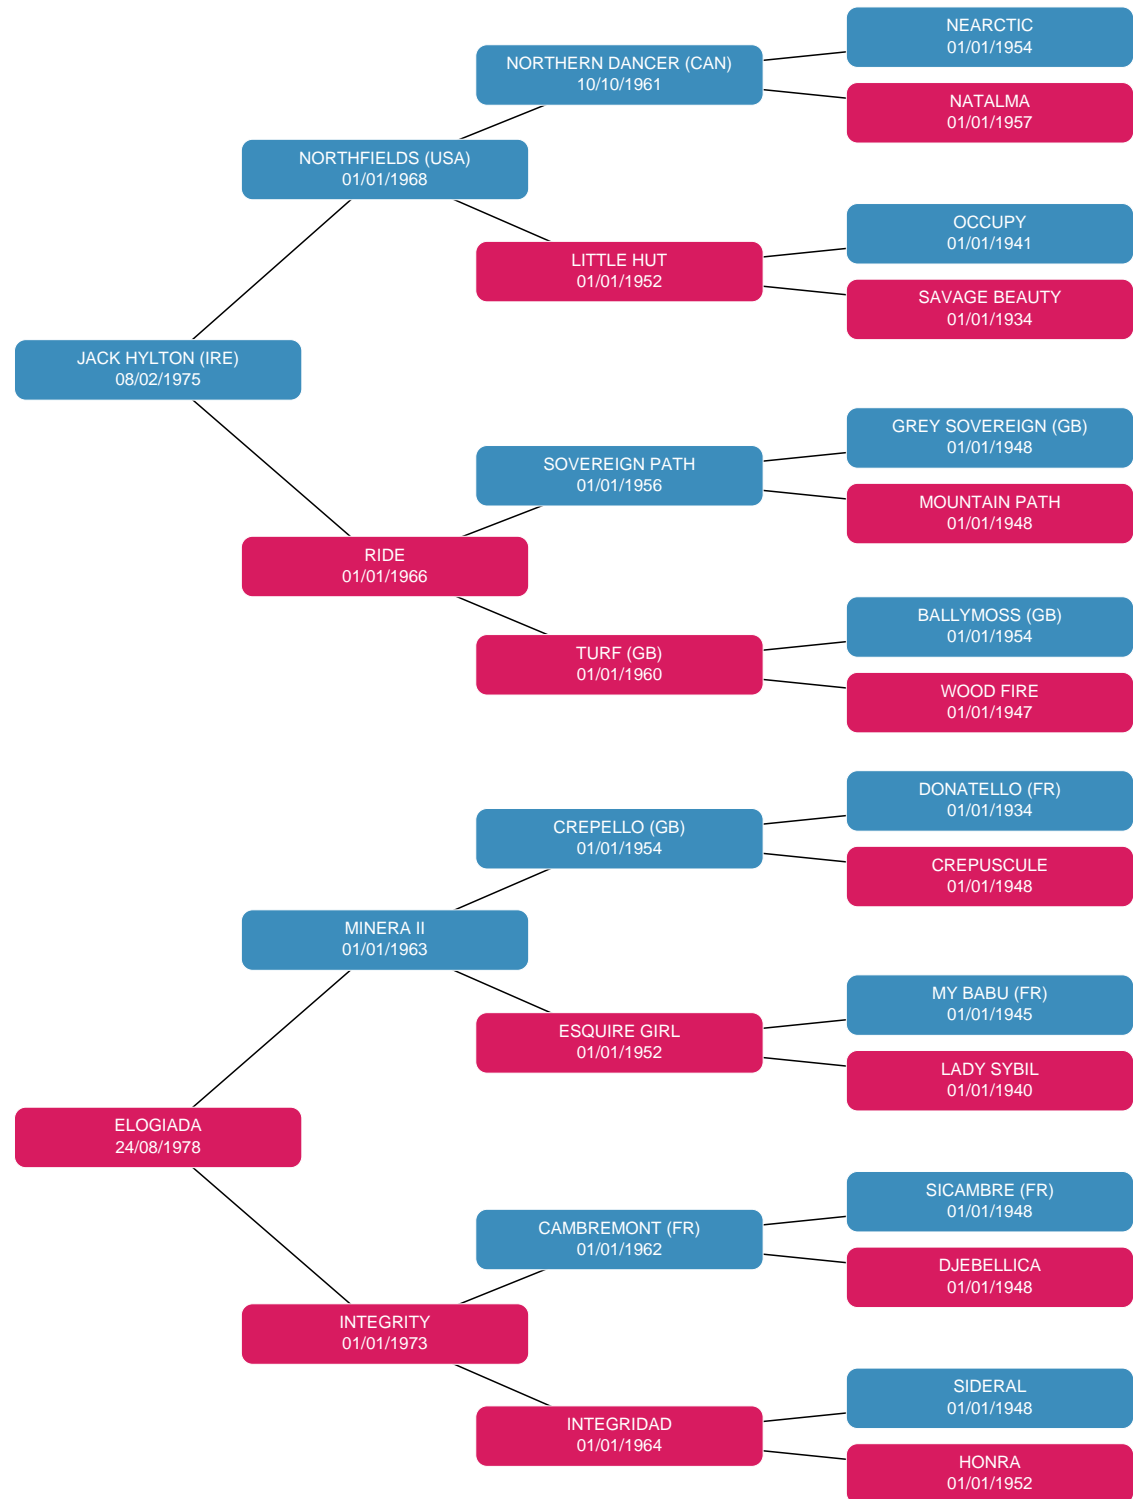 NEARCTIC
01/01/1954
NORTHERN DANCER (CAN)
10/10/1961
NATALMA
01/01/1957
NORTHFIELDS (USA)
01/01/1968
OCCUPY
01/01/1941
LITTLE HUT
01/01/1952
SAVAGE BEAUTY
01/01/1934
JACK HYLTON (IRE)
08/02/1975
GREY SOVEREIGN (GB)
01/01/1948
SOVEREIGN PATH
01/01/1956
MOUNTAIN PATH
01/01/1948
RIDE
01/01/1966
BALLYMOSS (GB)
01/01/1954
TURF (GB)
01/01/1960
WOOD FIRE
01/01/1947
DONATELLO (FR)
01/01/1934
CREPELLO (GB)
01/01/1954
CREPUSCULE
01/01/1948
MINERA II
01/01/1963
MY BABU (FR)
01/01/1945
ESQUIRE GIRL
01/01/1952
LADY SYBIL
01/01/1940
ELOGIADA
24/08/1978
SICAMBRE (FR)
01/01/1948
CAMBREMONT (FR)
01/01/1962
DJEBELLICA
01/01/1948
INTEGRITY
01/01/1973
SIDERAL
01/01/1948
INTEGRIDAD
01/01/1964
HONRA
01/01/1952